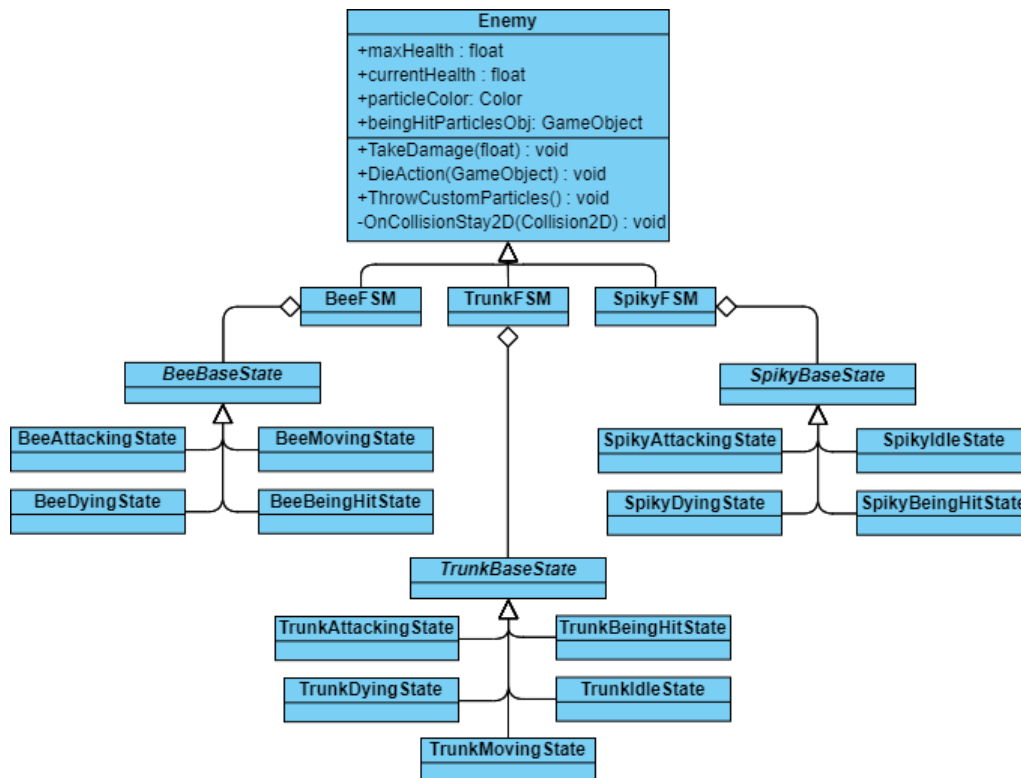 Enemy
+maxHealth : float
+currentHealth : float
+particleColor: Color
+beingHitParticlesObj: GameObject
+TakeDamage(float) : void
+DieAction(GameObject) : void
+ThrowCustomParticles() : void
-OnCollisionStay2D(Collision2D) : void
BeeFSM
TrunkFSM
SpikyFSM
BeeBaseState
SpikyBaseState
BeeAttackingState
BeeMovingState
SpikyAttackingState
SpikyIdleState
BeeDyingState
BeeBeingHitState
SpikyDyingState
SpikyBeingHitState
TrunkBaseState
TrunkAttackingState
TrunkBeingHitState
TrunkDyingState
TrunkIdleState
TrunkMovingState